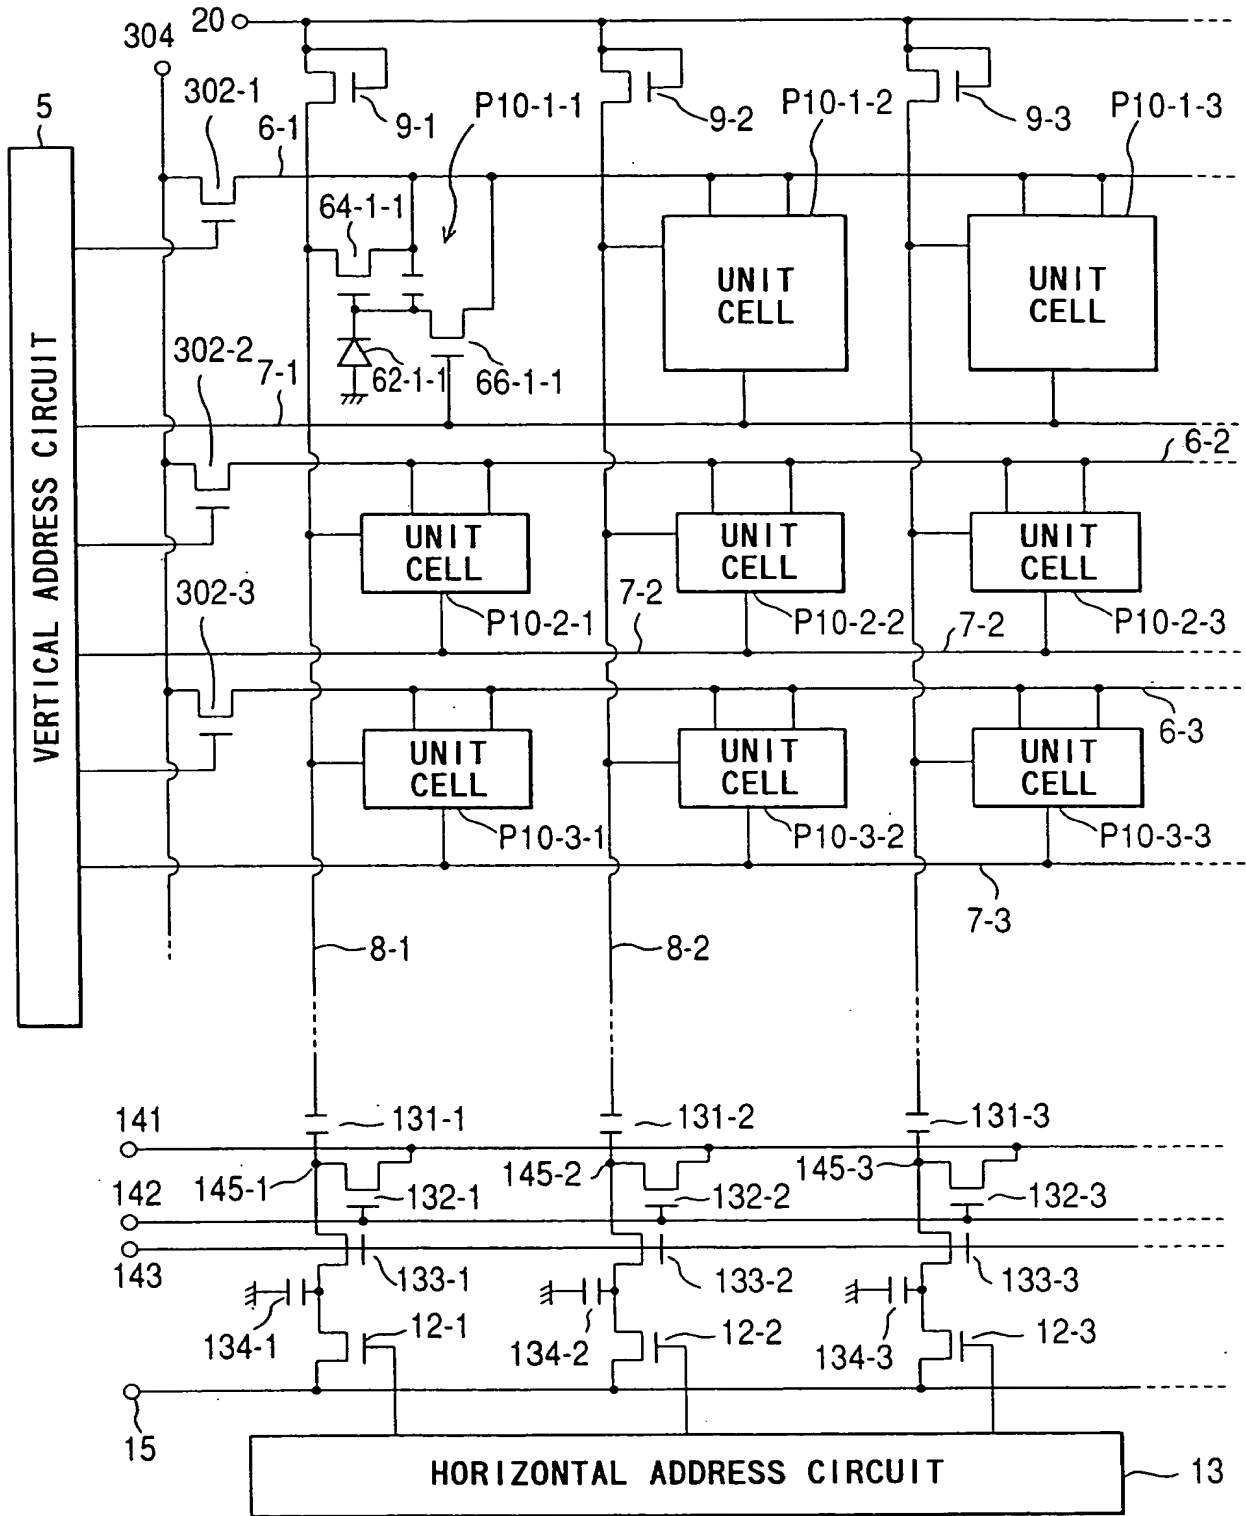 20
304
302-1
5
6-1
9-1
P10-1-1
9-2
P10-1-2
9-3
P10-1-3
64-1-1
UNIT
CELL
UNIT
CELL
302-2
7-1
62-1-1
66-1-1
6-2
VERTICAL ADDRESS CIRCUIT
UNIT
CELL
UNIT
CELL
UNIT
CELL
302-3
P10-2-1
7-2
P10-2-2
7-2
P10-2-3
UNIT
CELL
UNIT
CELL
UNIT
CELL
6-3
P10-3-1
P10-3-2
P10-3-3
7-3
8-1
8-2
141
131-1
131-2
131-3
145-1
145-2
145-3
142
132-1
132-2
132-3
143
133-1
133-2
133-3
134-1
12-1
134-2
12-2
134-3
12-3
15
HORIZONTAL ADDRESS CIRCUIT
13